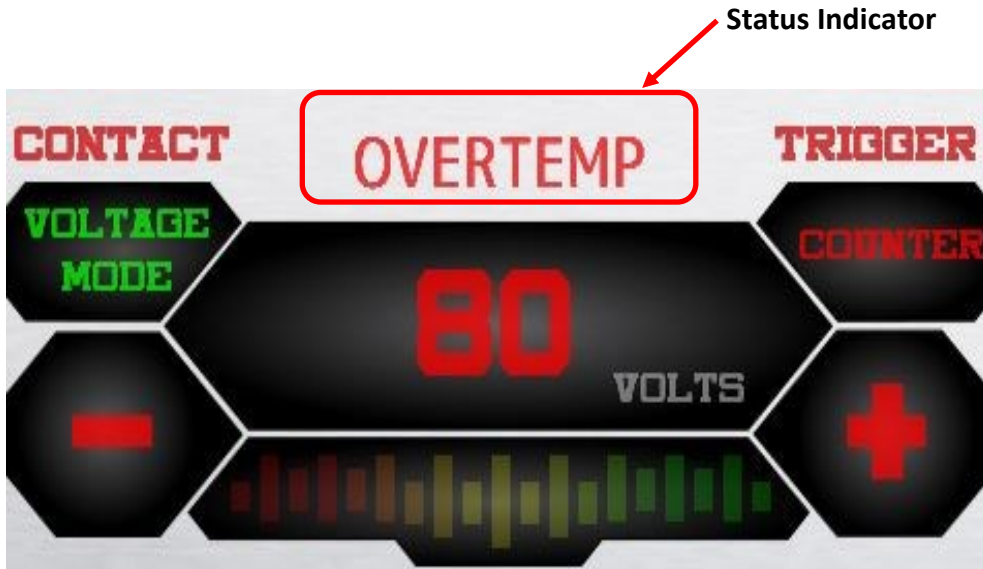 Status Indicator
CONTACT
OVERTEMP
TRIGGER
VOLTAGE
MODE
COUNTER
80
VOLTS